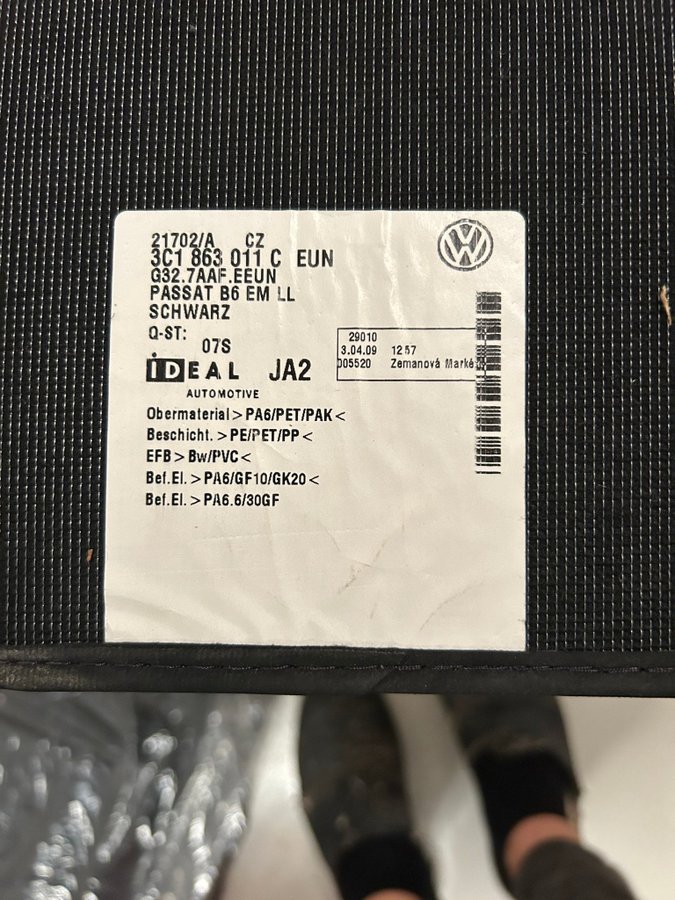 21702/A CZ
3C1 863 011 C EUN
G32.7AAF.EEUN
PASSAT B6 EM LL
SCHWARZ
Q-ST:
07S
29010
3.04.09 12:57
005520 Zemanová Marké
IDEAL JA2
AUTOMOTIVE
Obermaterial >PA6/PET/PAK<
Beschicht. >PE/PET/PP<
EFB >Bw/PVC<
Bef.El. >PA6/GF10/GK20<
Bef.El. >PA6.6/30GF